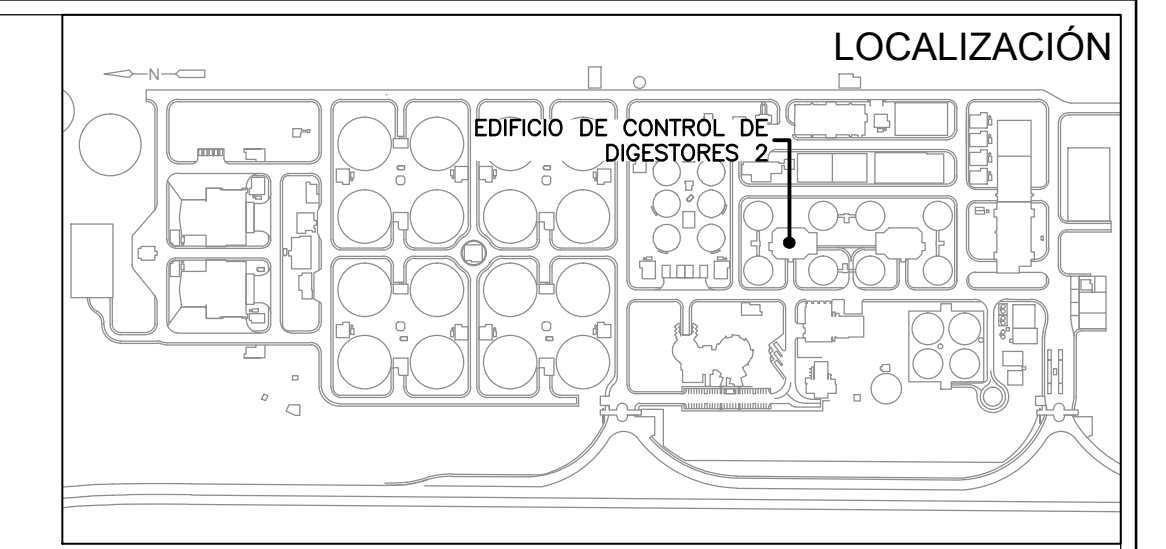 LOCALIZACIÓN
N
EDIFICIO DE CONTROL DE
DIGESTORES 2